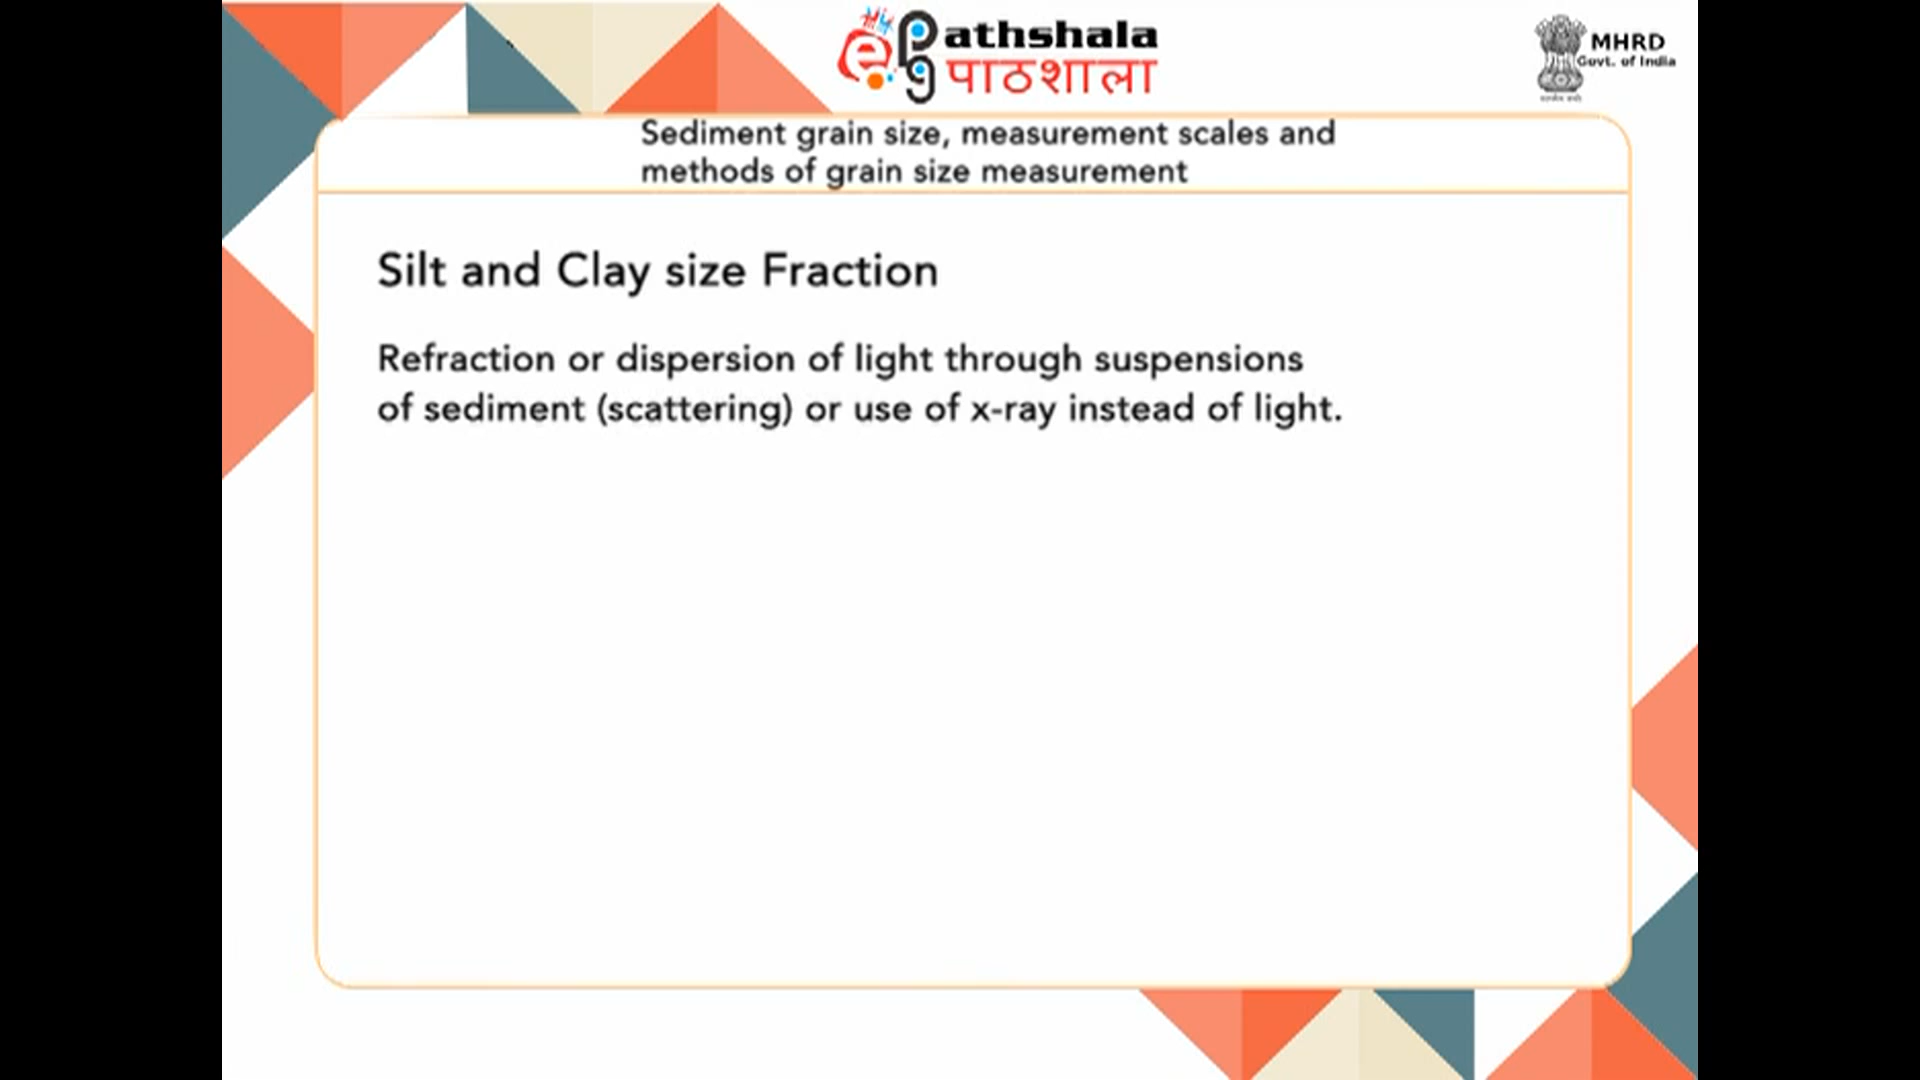 e Pg athshala
पाठशाला
MHRD
Govt. of India
Sediment grain size, measurement scales and
methods of grain size measurement
Silt and Clay size Fraction
Refraction or dispersion of light through suspensions
of sediment (scattering) or use of x-ray instead of light.